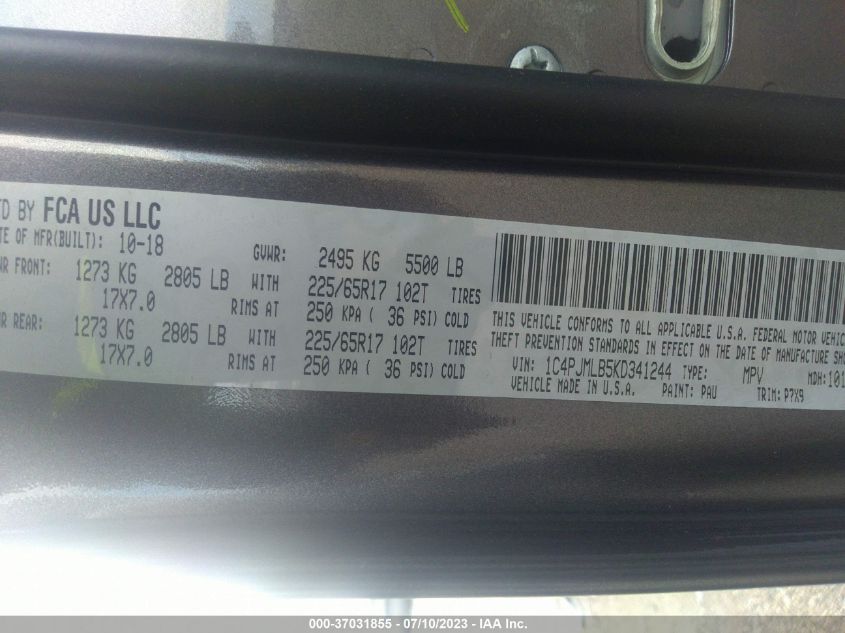 FCA US LLC
MFR(BUILT): 10-18 GVWR: 2495 KG 5500 LB
FRONT: 1273 KG 2805 LB WITH 225/65R17 102T TIRES
17X7.0 RIMS AT 250 KPA ( 36 PSI) COLD
REAR: 1273 KG 2805 LB WITH 225/65R17 102T TIRES
17X7.0 RIMS AT 250 KPA ( 36 PSI) COLD
THIS VEHICLE CONFORMS TO ALL APPLICABLE U.S.A. FEDERAL MOTOR
THEFT PREVENTION STANDARDS IN EFFECT ON THE DATE OF MANUFACTURE
VIN: 1C4PJMLB5KD341244 TYPE: MPV MDH:101
VEHICLE MADE IN U.S.A. PAINT: PAU TRIM: P7X9
000-37031855 - 07/10/2023 - IAA Inc.